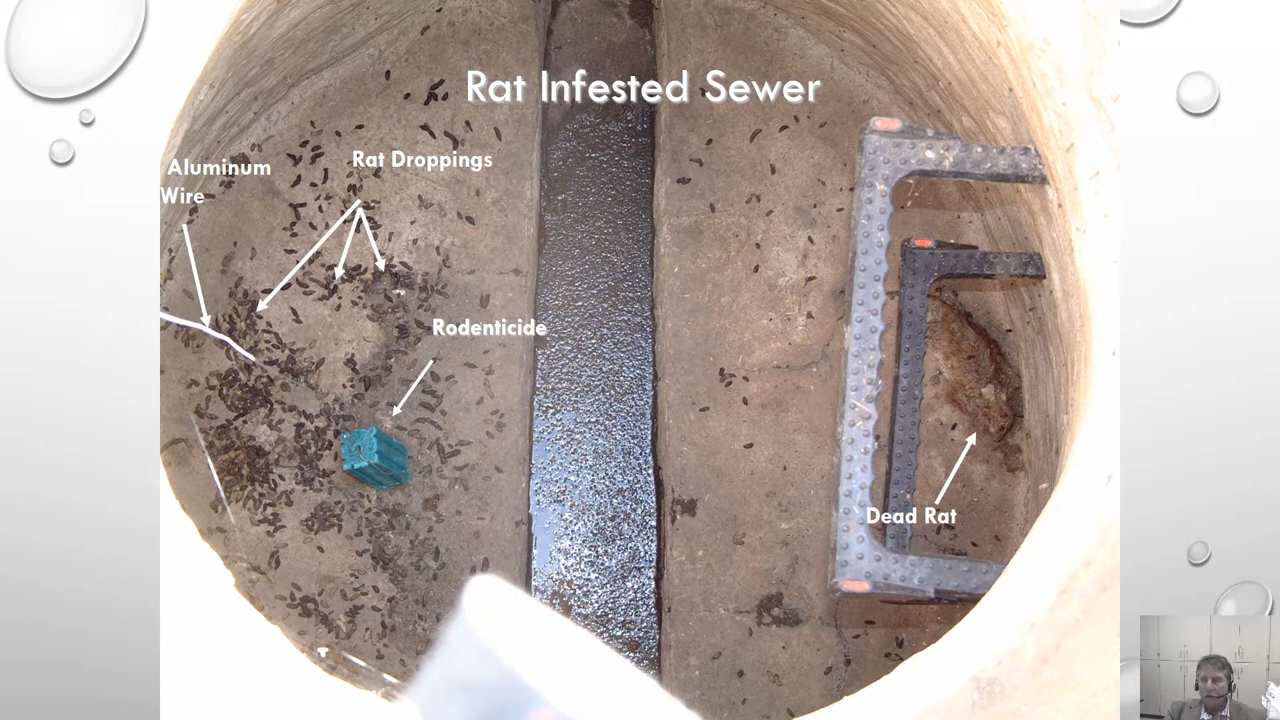 Rat Infested Sewer
Aluminum
Wire
Rat Droppings
Rodenticide
Dead Rat